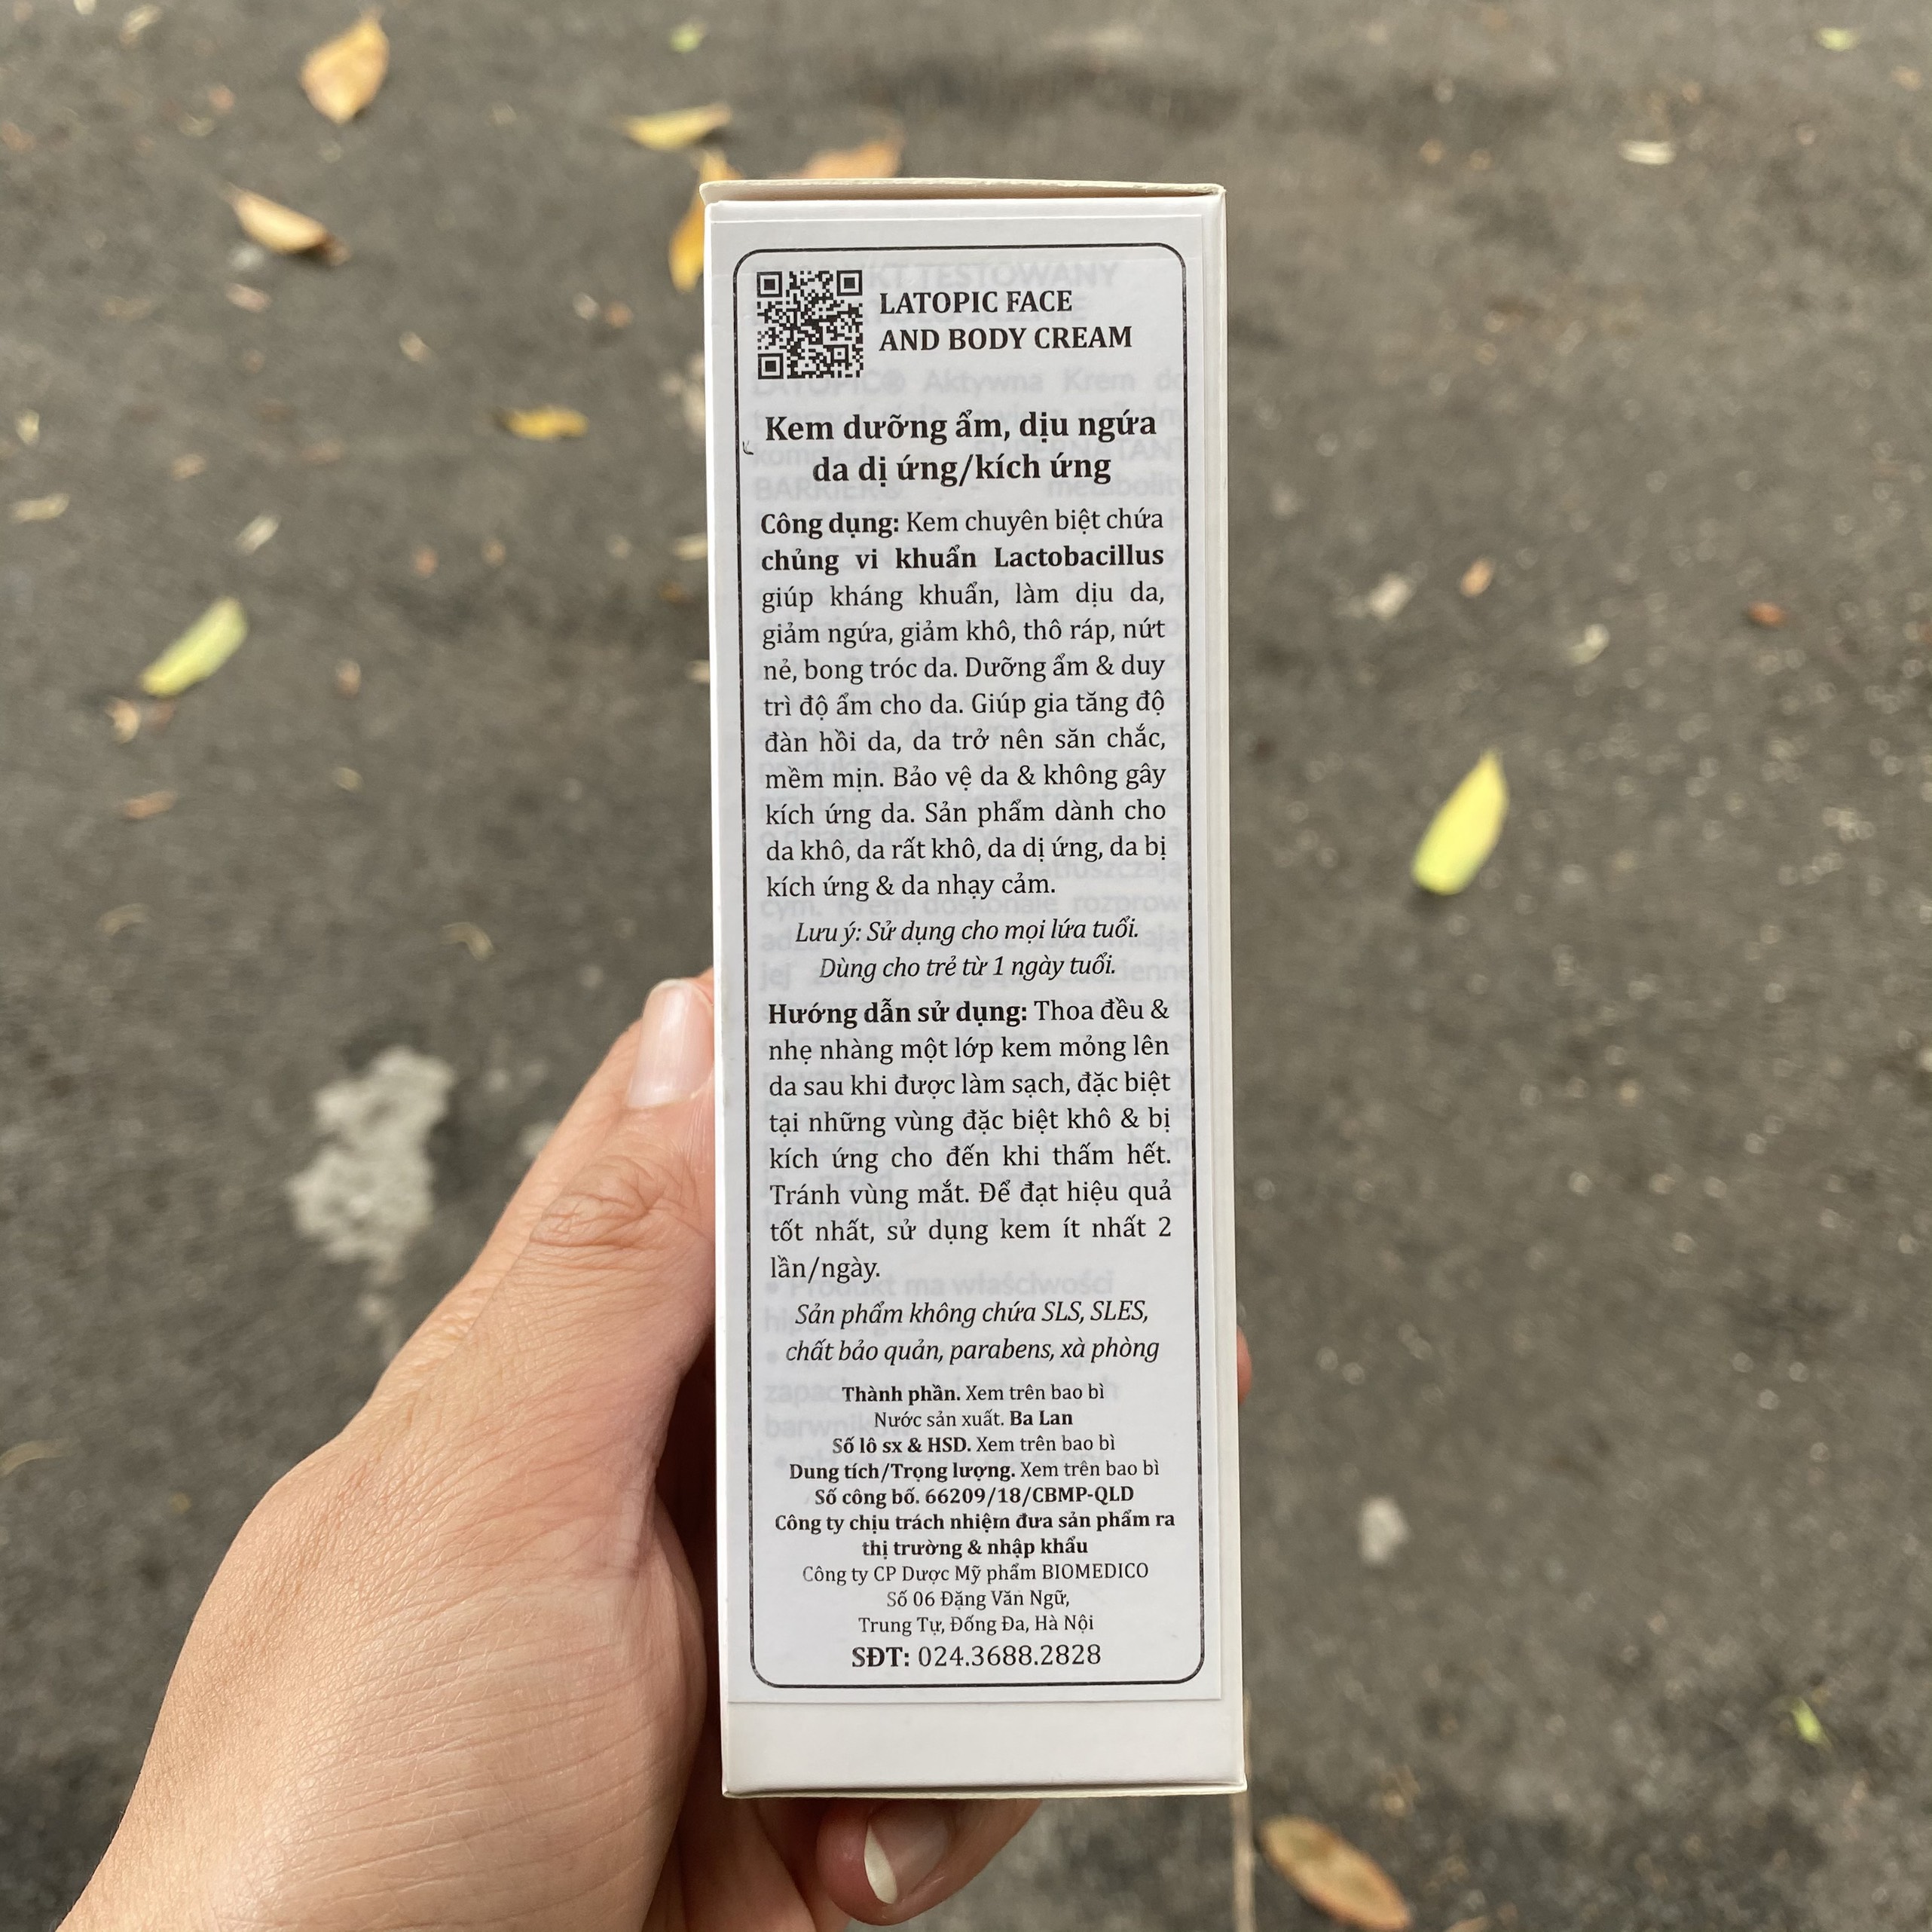 LATOPIC FACE
AND BODY CREAM
Kem dưỡng ẩm, dịu ngứa
da dị ứng/kích ứng
Công dụng: Kem chuyên biệt chứa
chủng vi khuẩn Lactobacillus
giúp kháng khuẩn, làm dịu da,
giảm ngứa, giảm khô, thô ráp, nứt
nẻ, bong tróc da. Dưỡng ẩm & duy
trì độ ẩm cho da. Giúp gia tăng độ
đàn hồi da, da trở nên săn chắc,
mềm mịn. Bảo vệ da & không gây
kích ứng da. Sản phẩm dành cho
da khô, da rất khô, da dị ứng, da bị
kích ứng & da nhạy cảm.
Lưu ý: Sử dụng cho mọi lứa tuổi.
Dùng cho trẻ từ 1 ngày tuổi.
Hướng dẫn sử dụng: Thoa đều &
nhẹ nhàng một lớp kem mỏng lên
da sau khi được làm sạch, đặc biệt
tại những vùng đặc biệt khô & bị
kích ứng cho đến khi thấm hết.
Tránh vùng mắt. Để đạt hiệu quả
tốt nhất, sử dụng kem ít nhất 2
lần/ngày.
Sản phẩm không chứa SLS, SLES,
chất bảo quản, parabens, xà phòng
Thành phần. Xem trên bao bì
Nước sản xuất. Ba Lan
Số lô sx & HSD. Xem trên bao bì
Dung tích/Trọng lượng. Xem trên bao bì
Số công bố. 66209/18/CBMP-QLD
Công ty chịu trách nhiệm đưa sản phẩm ra
thị trường & nhập khẩu
Công ty CP Dược Mỹ phẩm BIOMEDICO
Số 06 Đặng Văn Ngữ,
Trung Tự, Đống Đa, Hà Nội
SĐT: 024.3688.2828